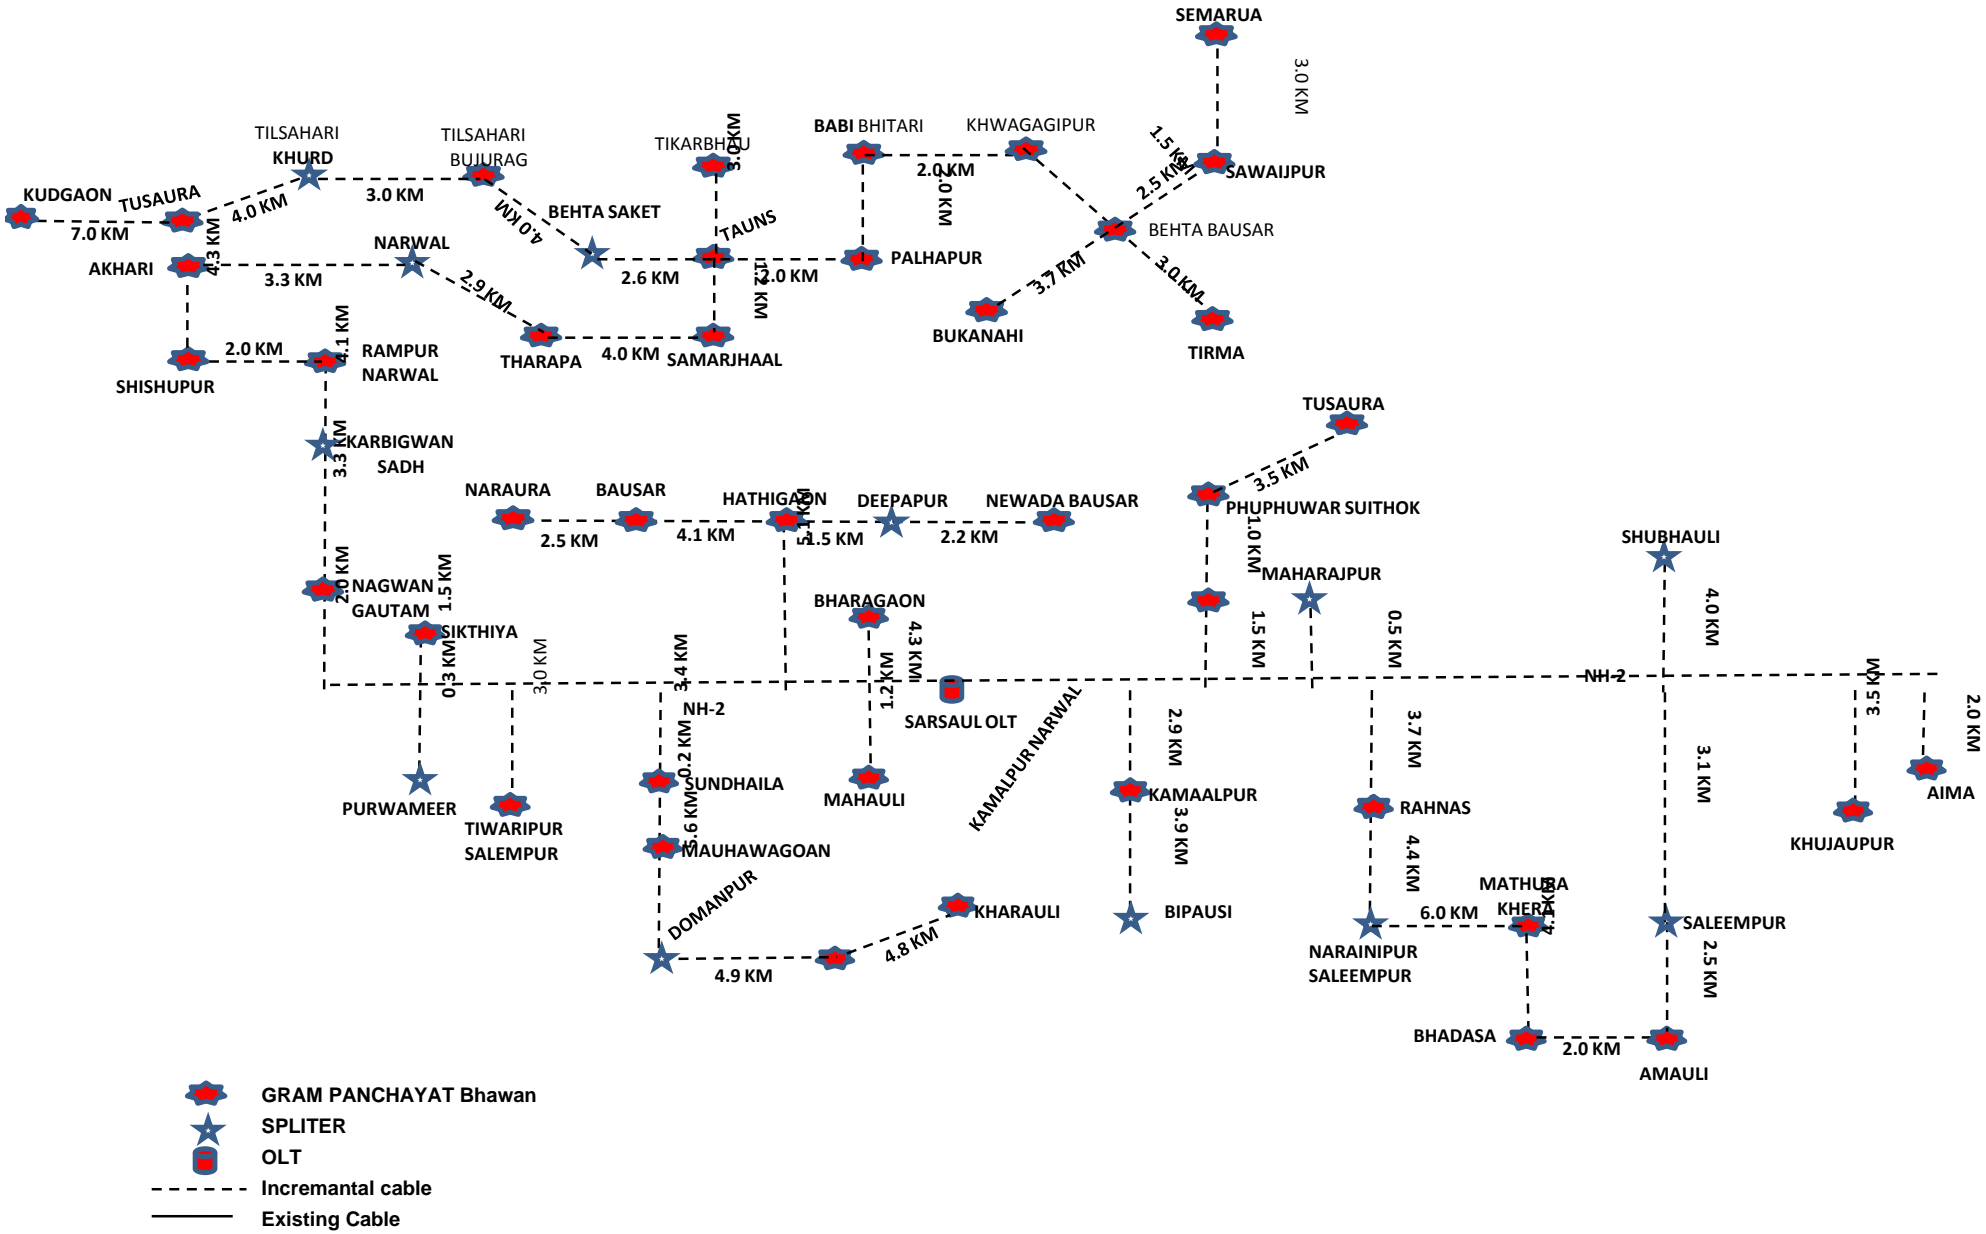 SEMARUA
3.0 KM
TILSAHARI
KHURD
TILSAHARI
BUJURAG
TIKARBHAU
3.0 KM
BABI BHITARI
KHWAGAGIPUR
1.5 KM
2.5 KM
SAWAIJPUR
KUDGAON
TUSAURA
4.0 KM
3.0 KM
4.0 KM
BEHTA SAKET
TAUNS
2.0 KM
2.0 KM
BEHTA BAUSAR
7.0 KM
4.3 KM
NARWAL
AKHARI
3.3 KM
2.9 KM
2.6 KM
1.2 KM
2.0 KM
PALHAPUR
3.7 KM
3.0 KM
BUKANAHI
TIRMA
2.0 KM
4.1 KM
RAMPUR
NARWAL
SHISHUPUR
THARAPA
4.0 KM
SAMARJHAAL
TUSAURA
3.5 KM
KARBIGWAN
SADH
3.3 KM
NARAURA
BAUSAR
HATHIGAON
DEEPAPUR
NEWADA BAUSAR
PHUPHUWAR SUITHOK
2.5 KM
4.1 KM
5.1 KM
1.5 KM
2.2 KM
1.0 KM
SHUBHAULI
MAHARAJPUR
2.0 KM
NAGWAN
GAUTAM
1.5 KM
SIKTHIYA
BHARAGAON
4.3 KM
1.5 KM
0.5 KM
4.0 KM
0.3 KM
3.0 KM
3.4 KM
1.2 KM
NH-2
NH-2
SARSAUL OLT
KAMALPUR NARWAL
2.9 KM
3.7 KM
3.1 KM
3.5 KM
2.0 KM
0.2 KM
SUNDHAILA
MAHAULI
KAMAALPUR
RAHNAS
AIMA
PURWAMEER
TIWARIPUR
SALEMPUR
5.6 KM
MAUHAWAGOAN
3.9 KM
4.4 KM
KHUJAUPUR
DOMANPUR
KHARAULI
BIPAUSI
MATHURA
KHERA
4.1 KM
6.0 KM
SALEEMPUR
4.9 KM
4.8 KM
NARAINIPUR
SALEEMPUR
2.5 KM
BHADASA
2.0 KM
AMAULI
GRAM PANCHAYAT Bhawan
SPLITER
OLT
Incremantal cable
Existing Cable